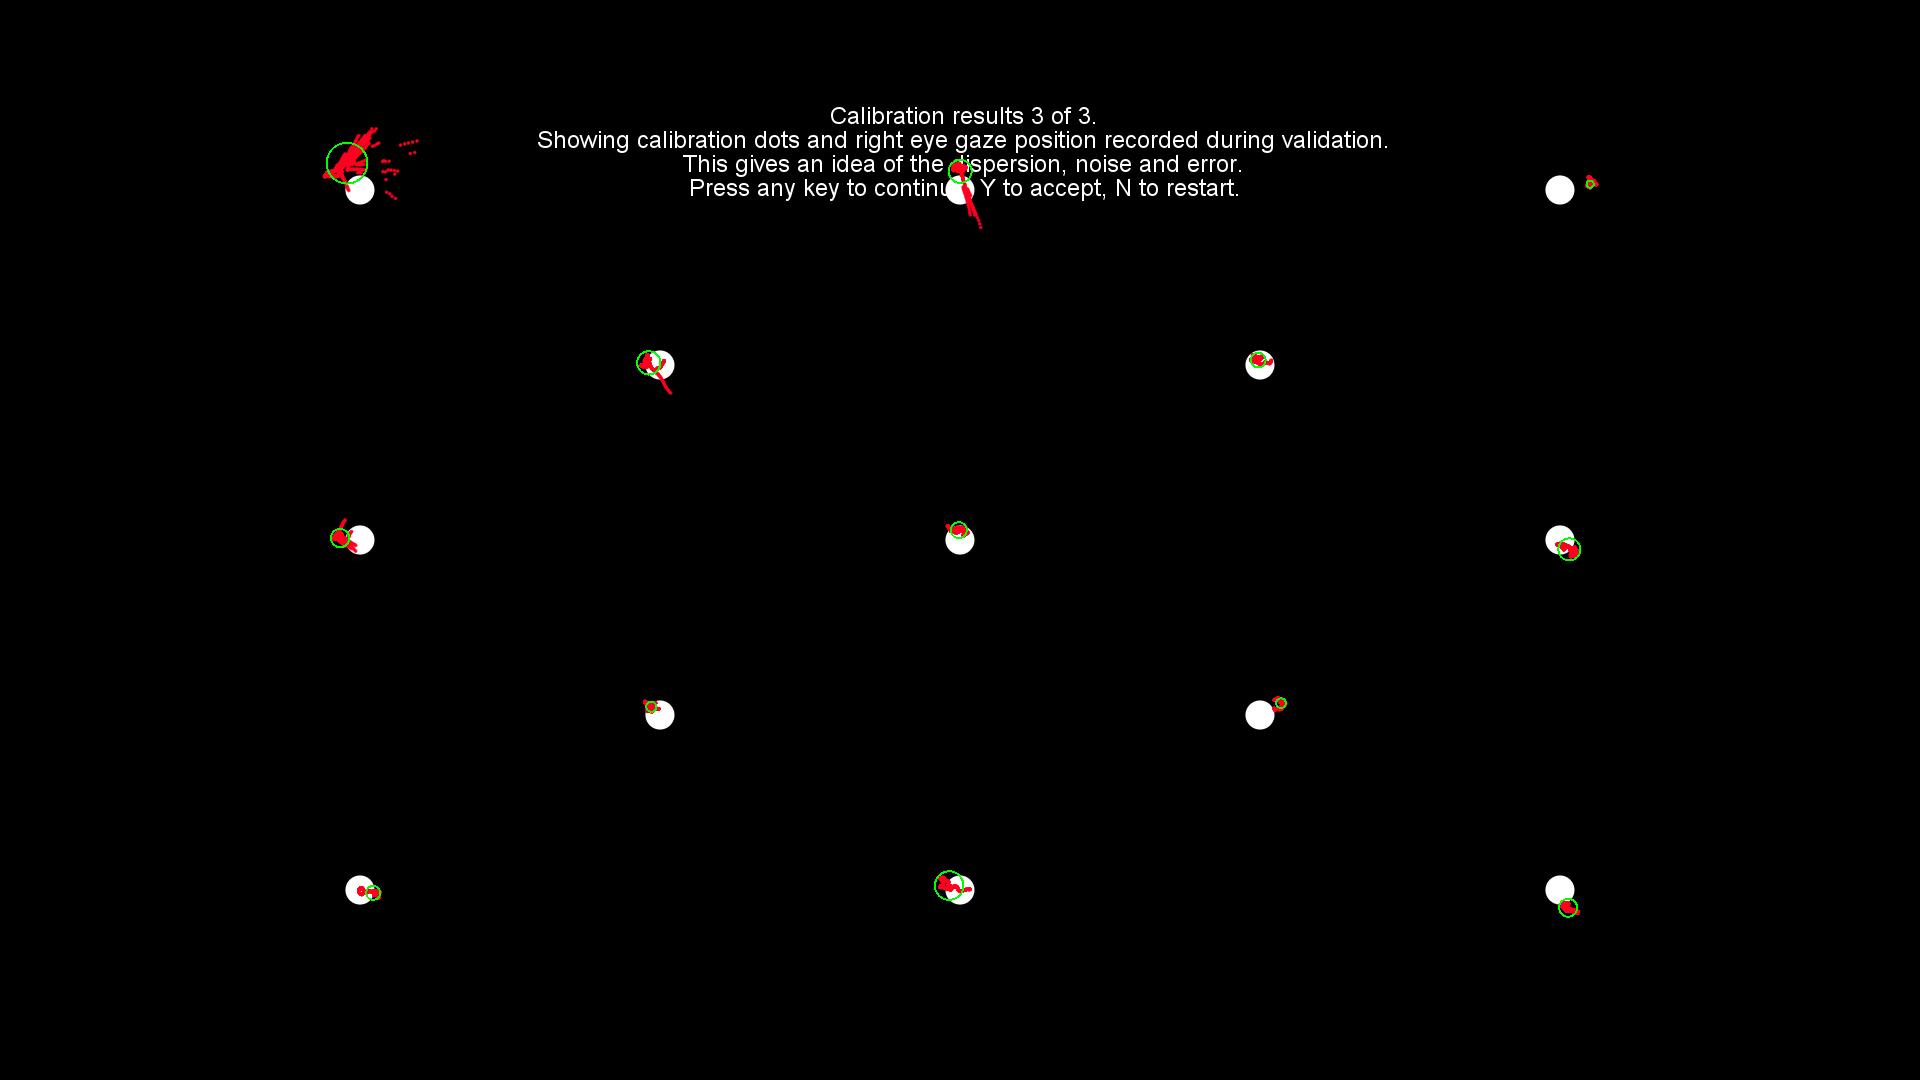 Calibration results 3 of 3.
Showing calibration dots and right eye gaze position recorded during validation.
This gives an idea of the dispersion, noise and error.
Press any key to continue, Y to accept, N to restart.